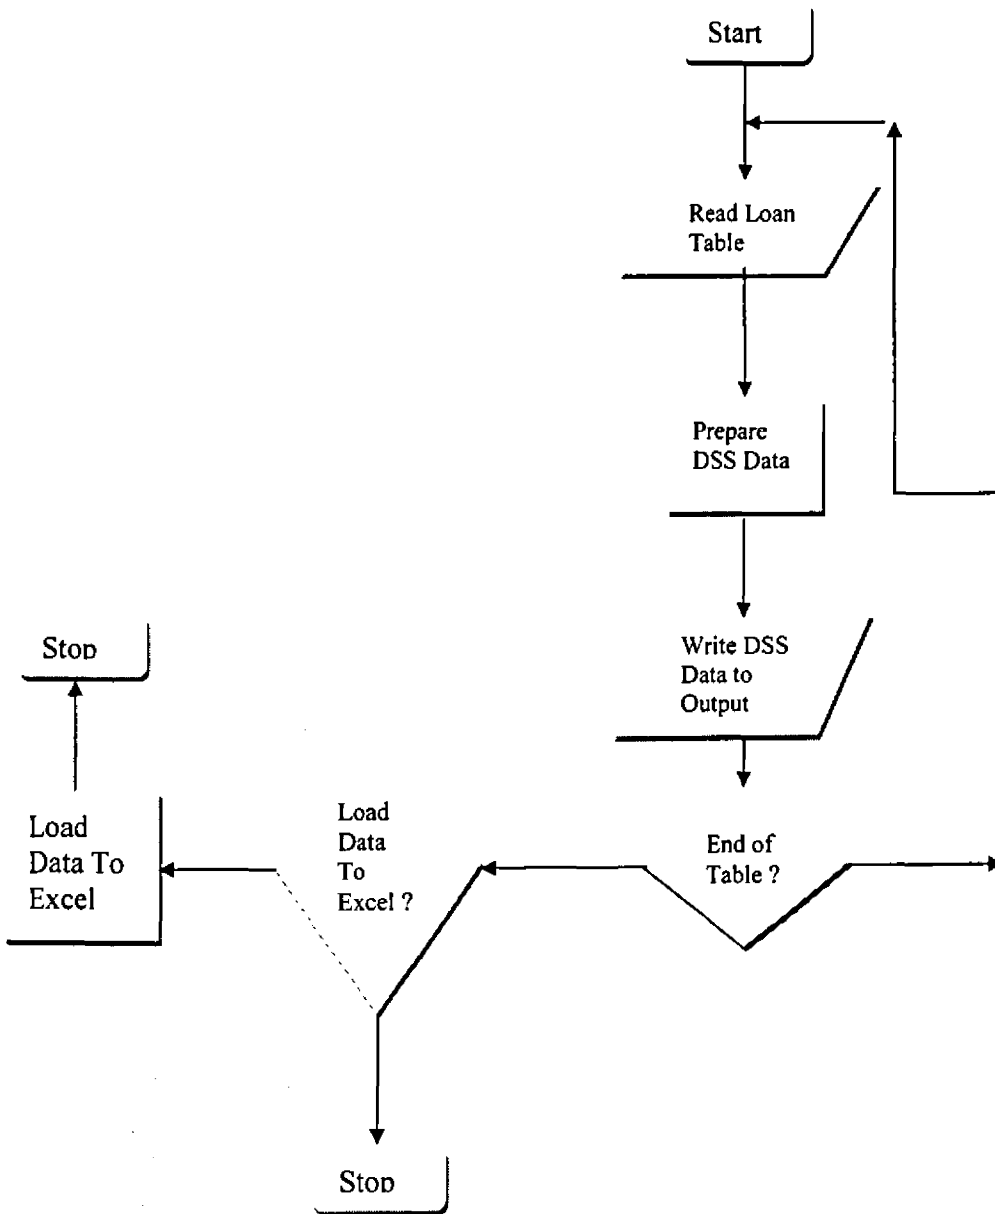 Start
Read Loan
Table
Prepare
DSS Data
Write DSS
Data to
Output
End of
Table ?
Load
Data
To
Excel ?
Load
Data To
Excel
Stop
Stop